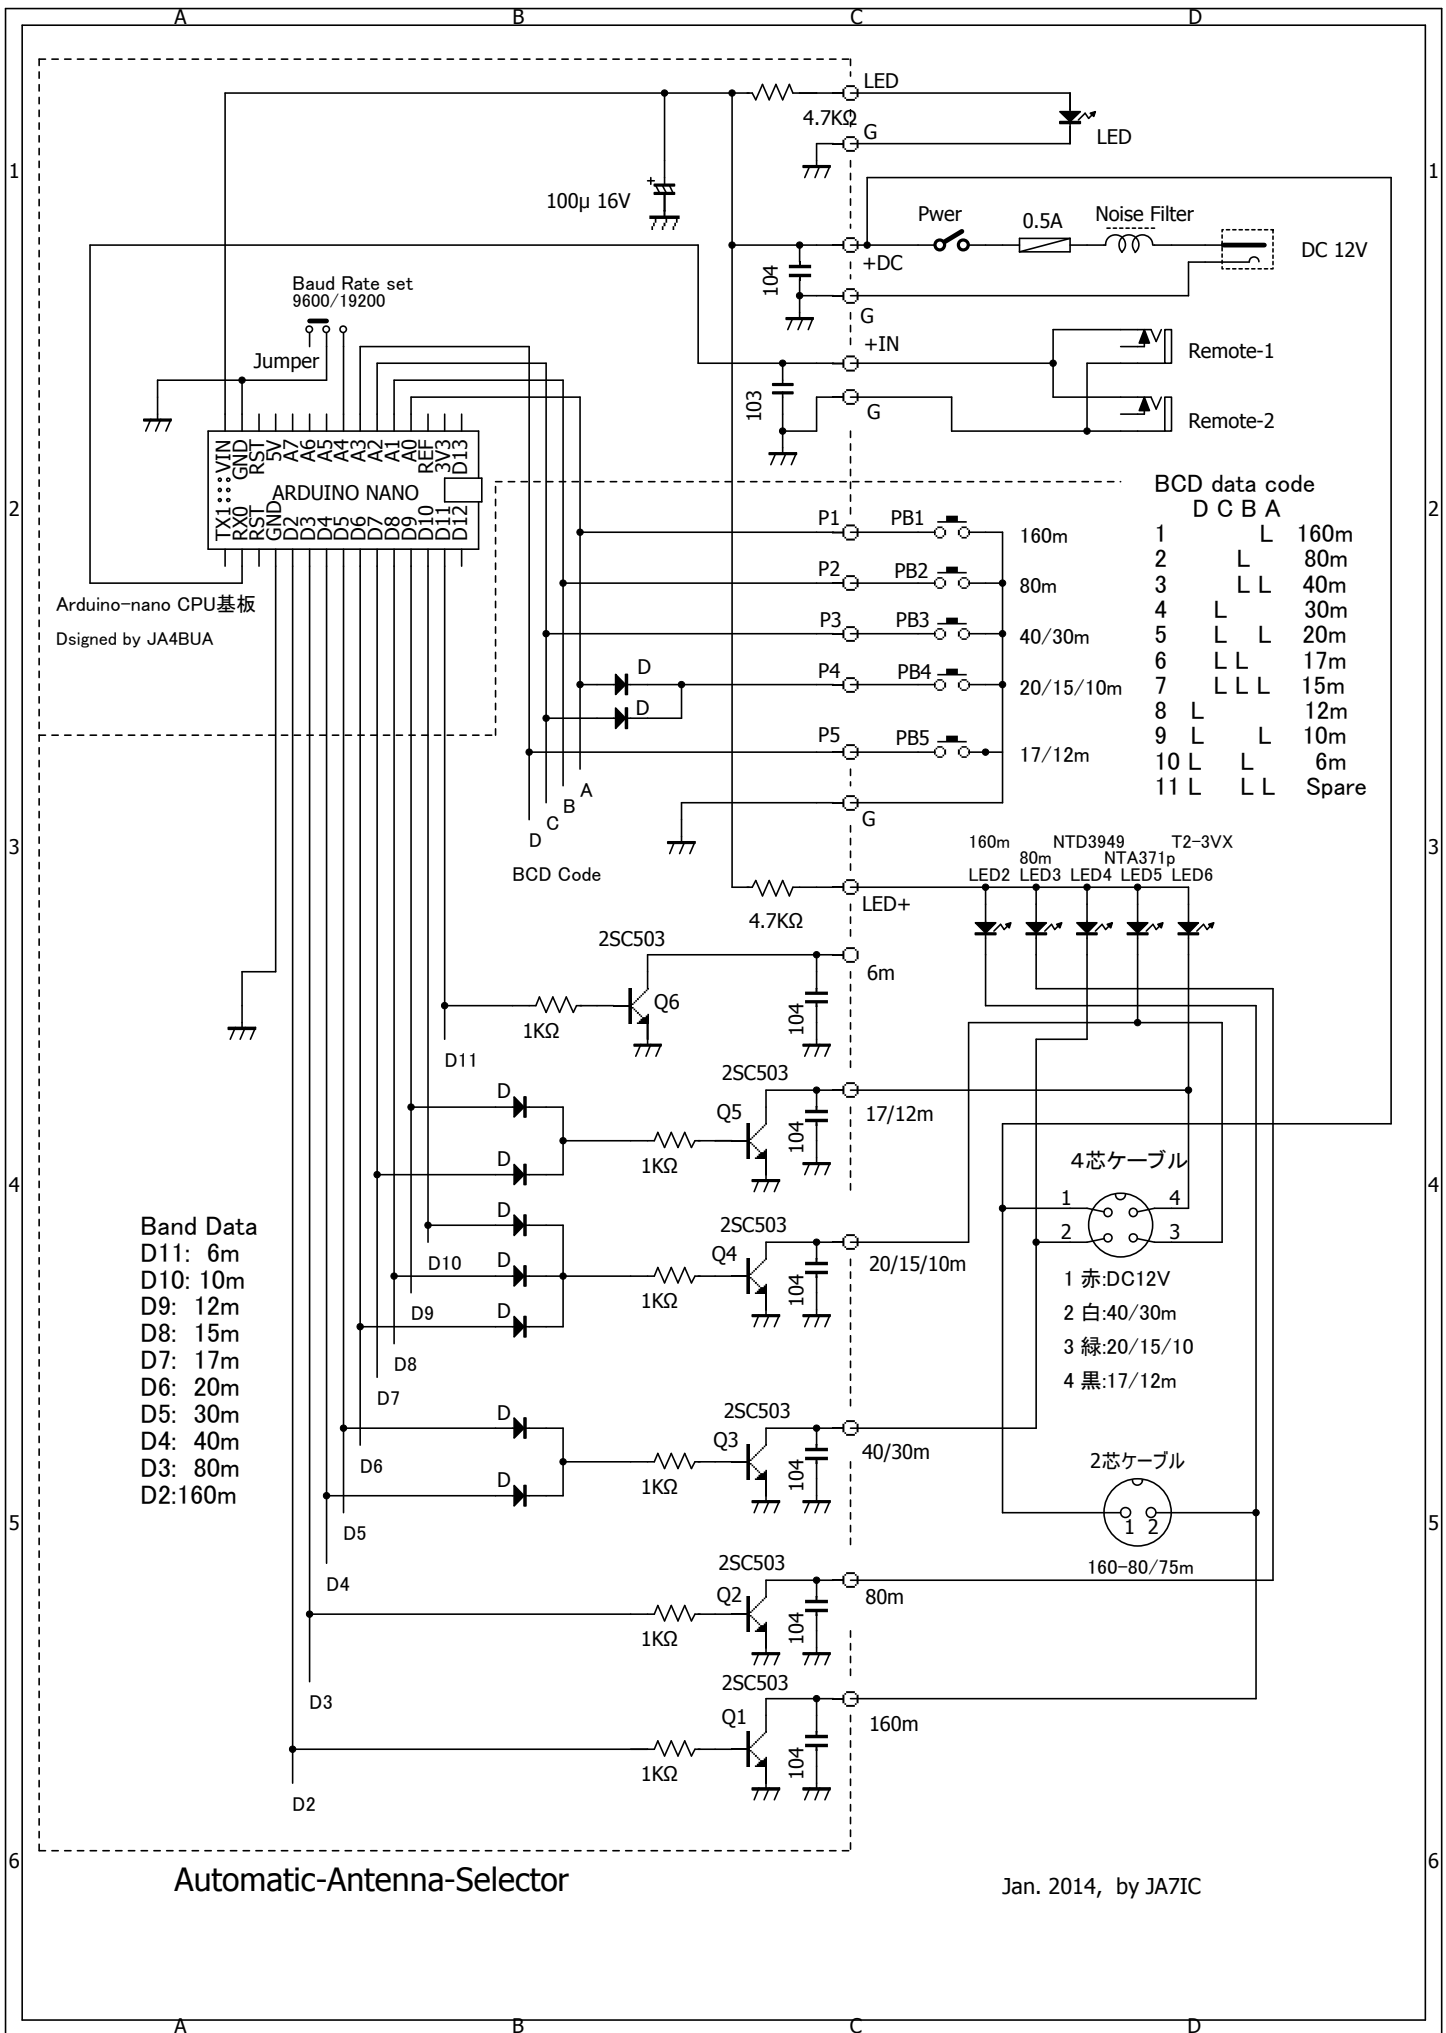 A B C D
LED
4.7KΩ
G
LED
1 1
100µ 16V
+
Pwer
0.5A
Noise Filter
DC 12V
+DC
104
G
Baud Rate set
9600/19200
Jumper
+IN
Remote-1
103
G
Remote-2
VIN GND RST 5V A7 A6 A5 A4 A3 A2 A1 A0 REF 3V3 D13
ARDUINO NANO
TX1 RX0 RST GND D2 D3 D4 D5 D6 D7 D8 D9 D10 D11 D12
2 2
Arduino-nano CPU基板
Dsigned by JA4BUA
P1 PB1 160m
P2 PB2 80m
P3 PB3 40/30m
D
P4 PB4 20/15/10m
D
P5 PB5 17/12m
G
A
B
C
D
BCD Code
BCD data code
D C B A
1 L 160m
2 L 80m
3 L L 40m
4 L 30m
5 L L 20m
6 L L 17m
7 L L L 15m
8 L 12m
9 L L 10m
10 L L 6m
11 L L L Spare
3 3
160m NTD3949 T2-3VX
80m NTA371p
LED2 LED3 LED4 LED5 LED6
4.7KΩ
LED+
2SC503
Q6
1KΩ
104
6m
D11
2SC503
D
Q5
D
1KΩ
104
17/12m
4 4
2SC503
D
Q4
D
D
1KΩ
104
20/15/10m
D10
D9
D8
D7
4芯ケーブル
1 4
2 3
1 赤:DC12V
2 白:40/30m
3 緑:20/15/10
4 黒:17/12m
Band Data
D11: 6m
D10: 10m
D9: 12m
D8: 15m
D7: 17m
D6: 20m
D5: 30m
D4: 40m
D3: 80m
D2:160m
2SC503
D
Q3
D
1KΩ
104
40/30m
D6
D5
D4
2芯ケーブル
1 2
160-80/75m
5 5
2SC503
Q2
1KΩ
104
80m
D3
2SC503
Q1
1KΩ
104
160m
D2
6 6
Automatic-Antenna-Selector
Jan. 2014, by JA7IC
A B C D